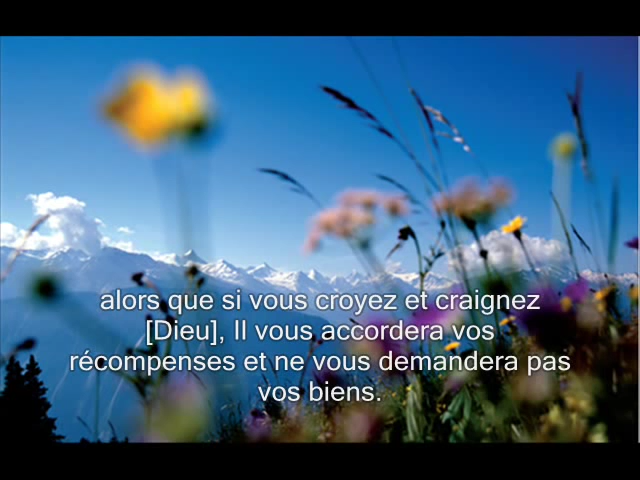 alors que si vous croyez et craignez
[Dieu], Il vous accordera vos
récompenses et ne vous demandera pas
vos biens.